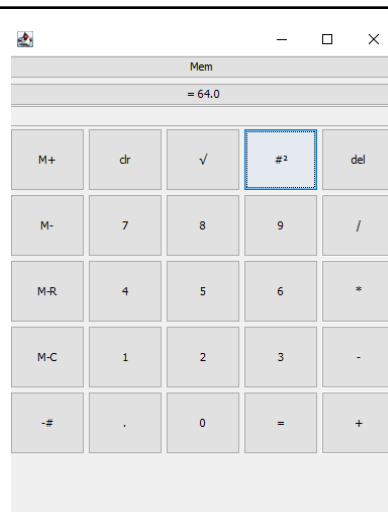 Mem
= 64.0
M+ clr √ #² del
M- 7 8 9 /
M-R 4 5 6 *
M-C 1 2 3 -
-# . 0 = +